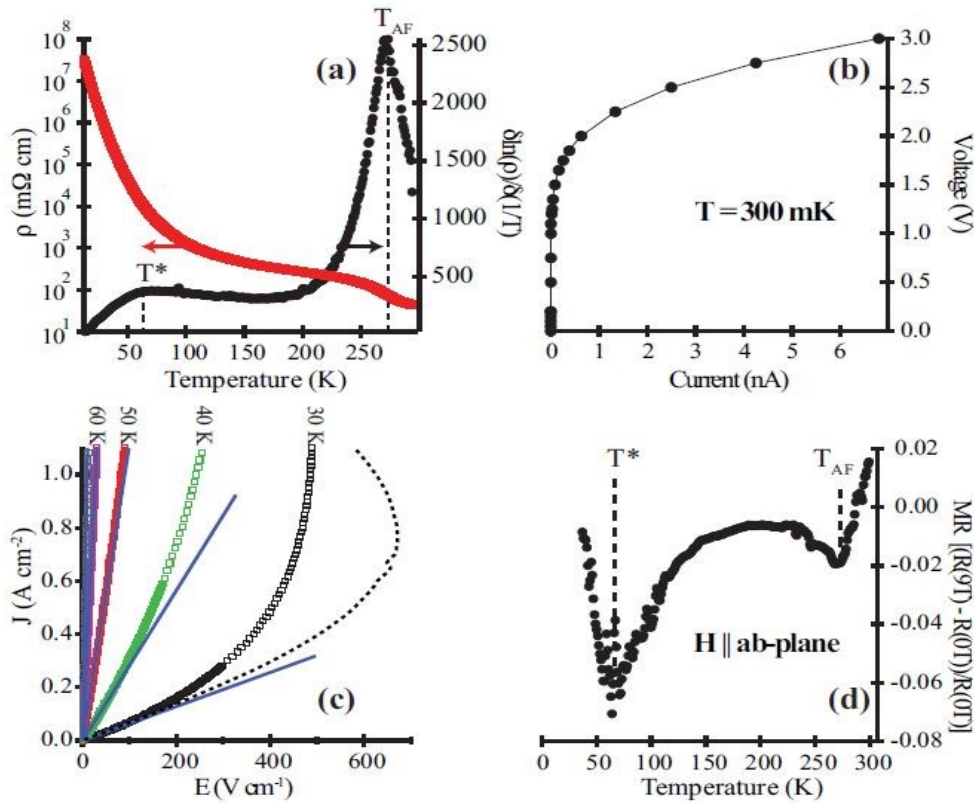 (a)
T_AF
T*
10^8
10^7
10^6
10^5
10^4
10^3
10^2
10^1
ρ (mΩ cm)
2500
2000
1500
1000
500
δln(ρ)/δ(1/T)
50
100
150
200
250
Temperature (K)
(b)
T = 300 mK
3.0
2.5
2.0
1.5
1.0
0.5
0.0
Voltage (V)
0
1
2
3
4
5
6
Current (nA)
60 K
50 K
40 K
30 K
1.0
0.8
0.6
0.4
0.2
0.0
J (A cm⁻²)
(c)
0
200
400
600
E (V cm⁻¹)
T*
T_AF
0.02
0.00
-0.02
-0.04
-0.06
-0.08
MR [(R(9T) - R(0T))/R(0T)]
H || ab-plane
(d)
0
50
100
150
200
250
300
Temperature (K)